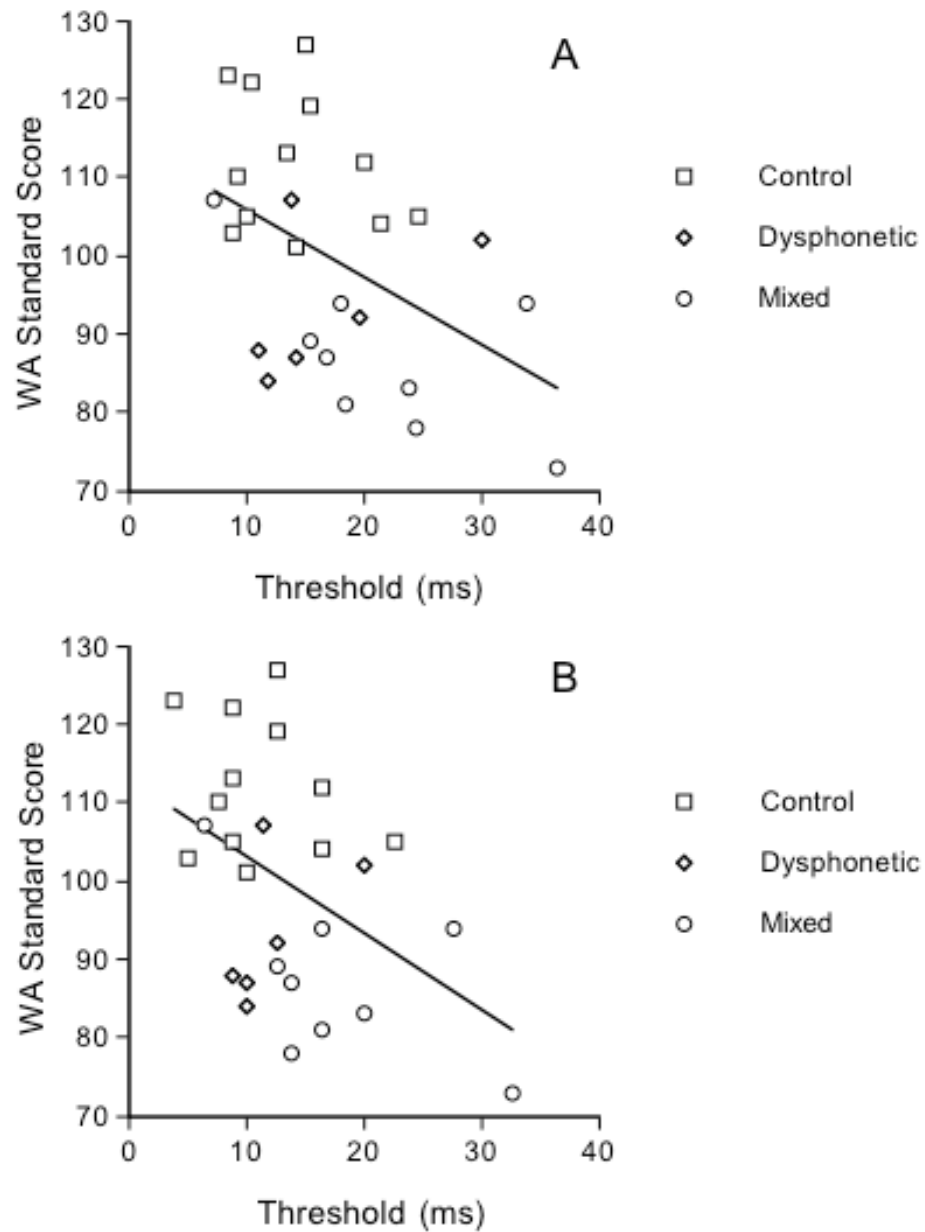 A
130
120
110
100
90
80
70
WA Standard Score
0 10 20 30 40
Threshold (ms)
Control
Dysphonetic
Mixed
B
130
120
110
100
90
80
70
WA Standard Score
0 10 20 30 40
Threshold (ms)
Control
Dysphonetic
Mixed